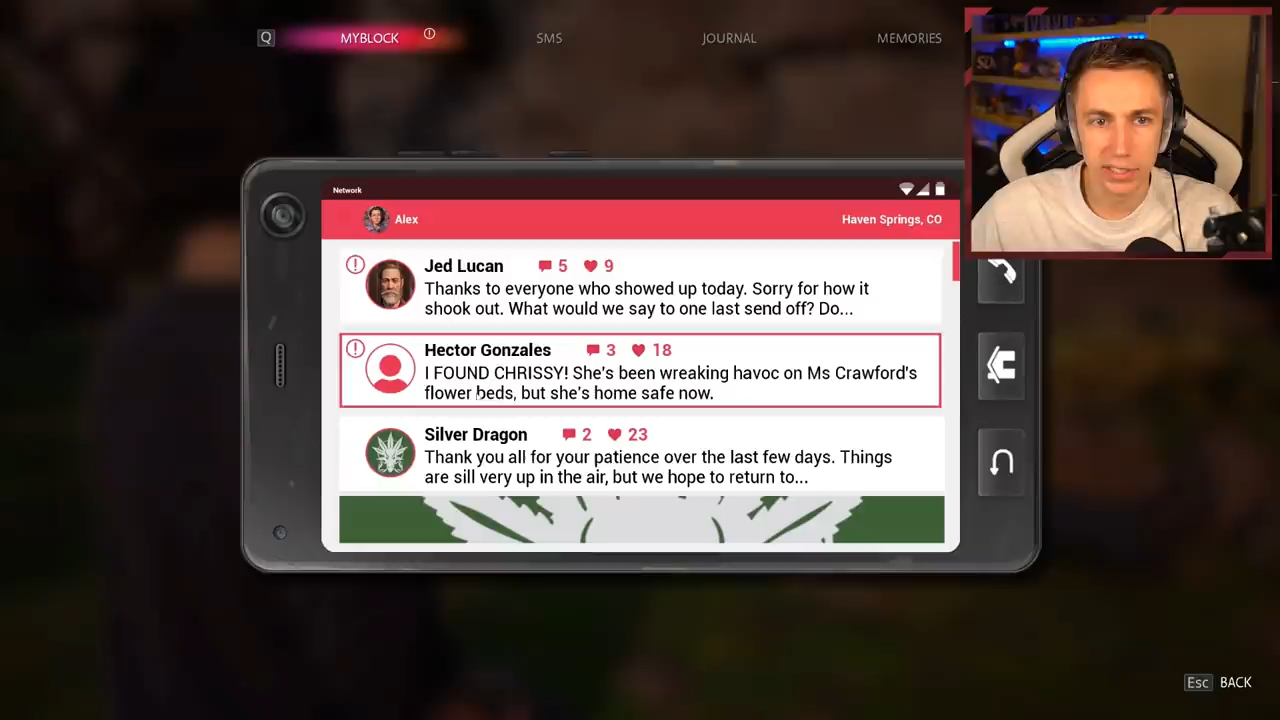 Q MYBLOCK SMS JOURNAL MEMORIES
Network
Alex Haven Springs, CO
Jed Lucan 5 9
Thanks to everyone who showed up today. Sorry for how it
shook out. What would we say to one last send off? Do...
Hector Gonzales 3 18
I FOUND CHRISSY! She's been wreaking havoc on Ms Crawford's
flower beds, but she's home safe now.
Silver Dragon 2 23
Thank you all for your patience over the last few days. Things
are sill very up in the air, but we hope to return to...
Esc BACK